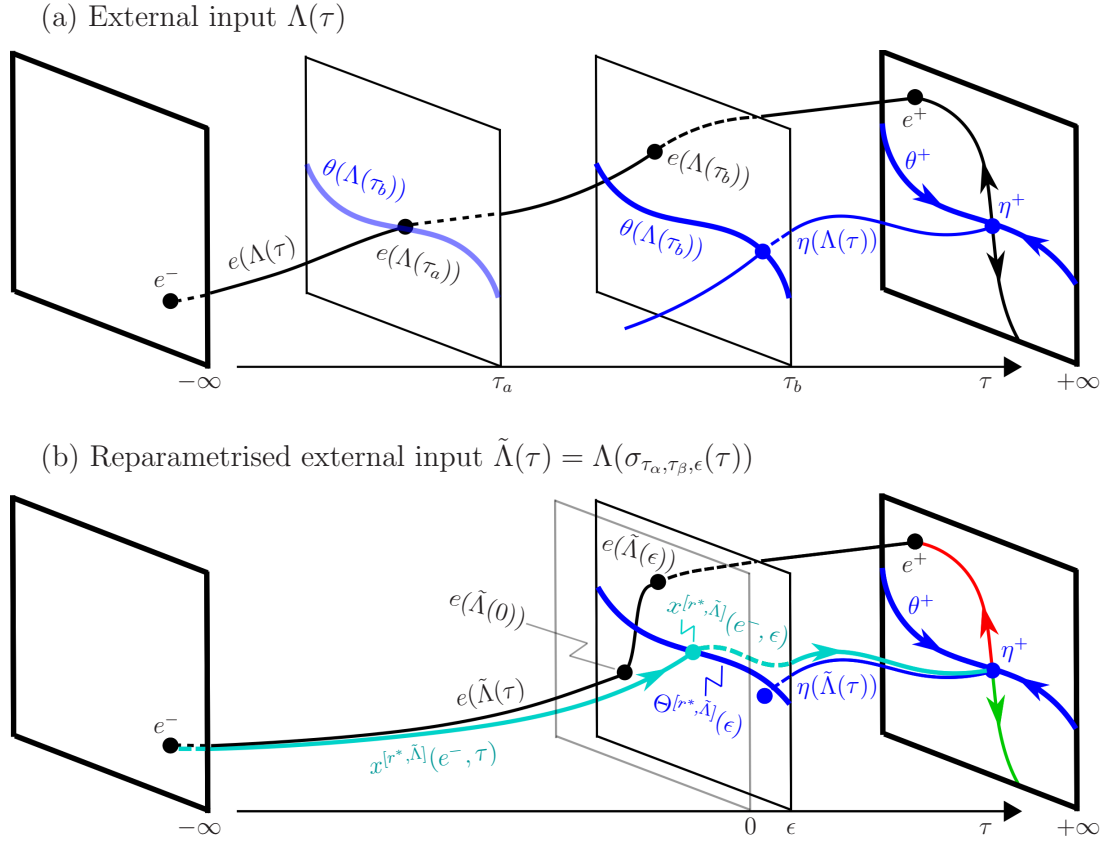 (a) External input Λ(τ)
e⁻
e(Λ(τ)
θ(Λ(τ_b))
e(Λ(τ_a))
e(Λ(τ_b))
θ(Λ(τ_b))
η(Λ(τ))
e⁺
θ⁺
η⁺
−∞
τ_a
τ_b
τ
+∞
(b) Reparametrised external input Λ̃(τ) = Λ(σ_{τ_α,τ_β,ϵ}(τ))
e⁻
e(Λ̃(τ)
x^{[r*,Λ̃]}(e⁻, τ)
e(Λ̃(0))
e(Λ̃(ϵ))
x^{[r*,Λ̃]}(e⁻, ϵ)
Θ^{[r*,Λ̃]}(ϵ)
η(Λ̃(τ))
e⁺
θ⁺
η⁺
−∞
0
ϵ
τ
+∞